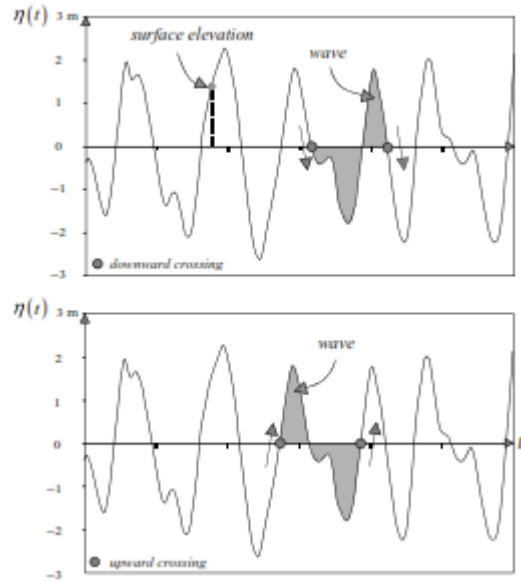 η(t)
3 m
surface elevation
wave
2
1
0
−1
−2
downward crossing
−3
η(t)
3 m
wave
2
1
0
t
−1
−2
upward crossing
−3